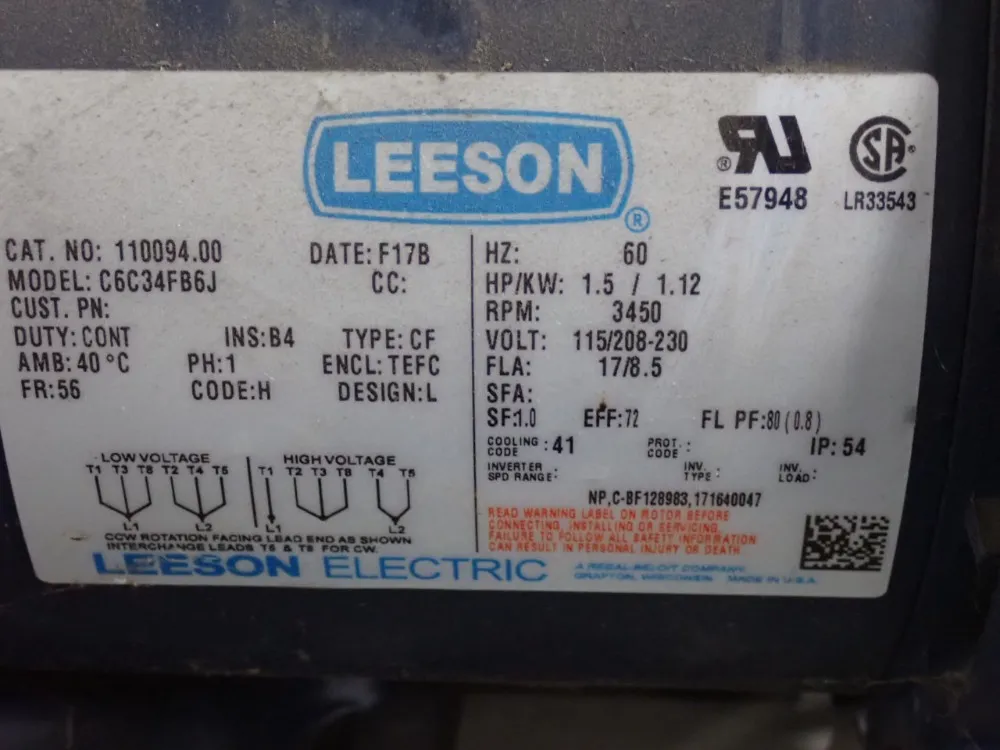 LEESON
®
®
E57948
LR33543
CAT. NO: 110094.00
DATE: F17B
MODEL: C6C34FB6J
CC:
CUST. PN:
DUTY: CONT INS: B4 TYPE: CF
AMB: 40 °C PH: 1 ENCL: TEFC
FR: 56 CODE: H DESIGN: L
HZ: 60
HP/KW: 1.5 / 1.12
RPM: 3450
VOLT: 115/208-230
FLA: 17/8.5
SFA:
SF: 1.0 EFF: 72 FL PF: 80 (0.8)
COOLING CODE : 41 PROT. CODE : IP: 54
INVERTER SPD RANGE: INV. TYPE : INV. LOAD:
NP.C-BF128983,171640047
LOW VOLTAGE HIGH VOLTAGE
T1 T3 T8 T2 T4 T5 T1 T2 T3 T8 T4 T5
L1 L2 L1 L2
CCW ROTATION FACING LEAD END AS SHOWN
INTERCHANGE LEADS T5 & T8 FOR CW.
READ WARNING LABEL ON MOTOR BEFORE
CONNECTING, INSTALLING OR SERVICING.
FAILURE TO FOLLOW ALL SAFETY INFORMATION
CAN RESULT IN PERSONAL INJURY OR DEATH.
LEESON ELECTRIC
A REGAL-BELOIT COMPANY
GRAFTON, WISCONSIN MADE IN U.S.A.